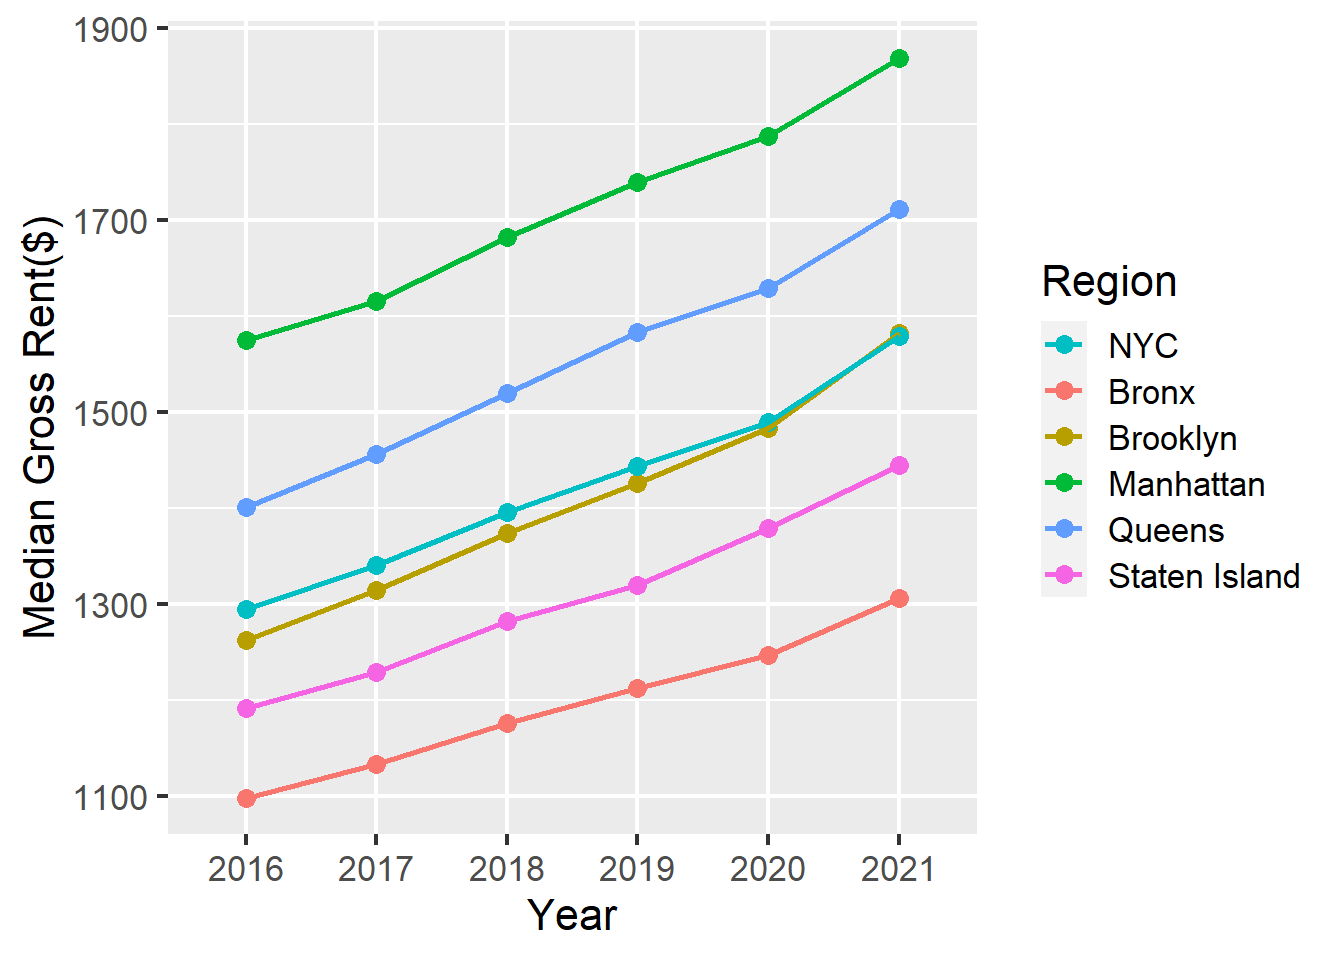 1900
1700
1500
1300
1100
Median Gross Rent($)
2016 2017 2018 2019 2020 2021
Year
Region
NYC
Bronx
Brooklyn
Manhattan
Queens
Staten Island